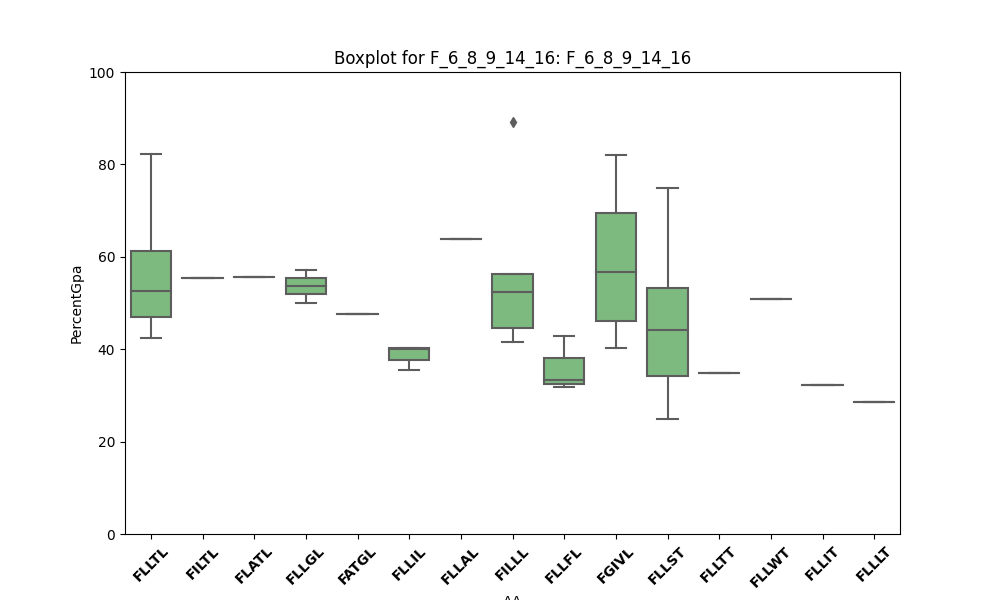 Boxplot for F_6_8_9_14_16: F_6_8_9_14_16
100
80
60
40
20
0
PercentGpa
FLLTL
FILTL
FLATL
FLLGL
FATGL
FLLIL
FLLAL
FILLL
FLLFL
FGIVL
FLLST
FLLTT
FLLWT
FLLIT
FLLLT
AA